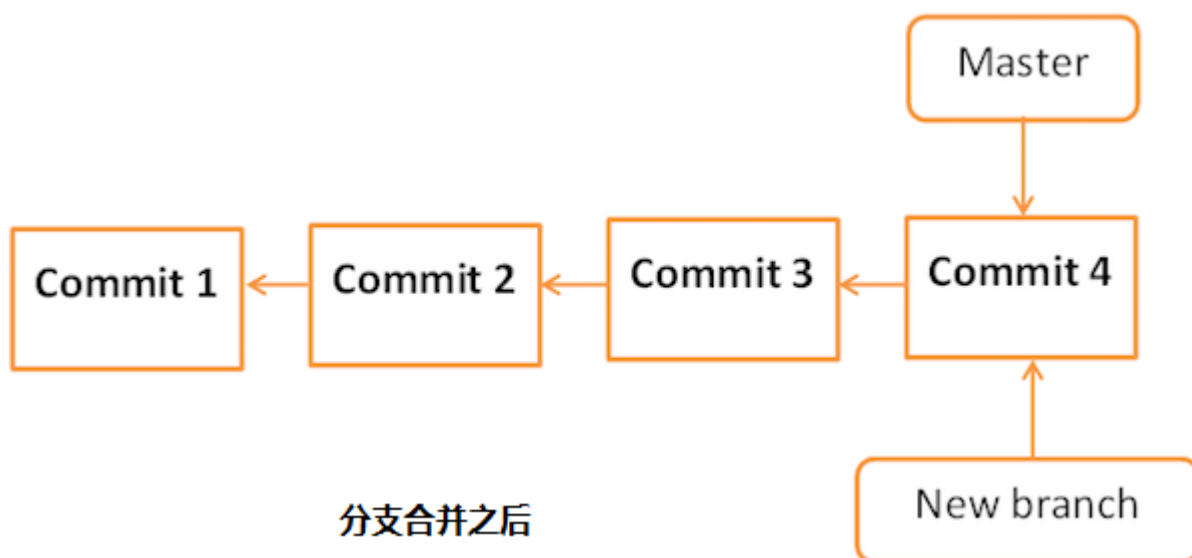 Master
Commit 1
Commit 2
Commit 3
Commit 4
分支合并之后
New branch